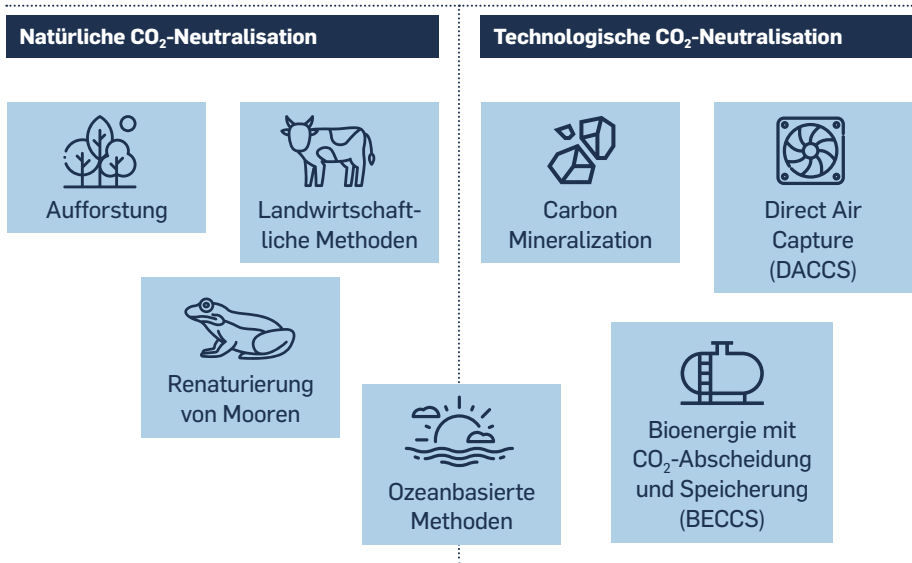 Natürliche CO₂-Neutralisation
Technologische CO₂-Neutralisation
Aufforstung
Landwirtschaft-
liche Methoden
Renaturierung
von Mooren
Ozeanbasierte
Methoden
Carbon
Mineralization
Direct Air
Capture
(DACCS)
Bioenergie mit
CO₂-Abscheidung
und Speicherung
(BECCS)